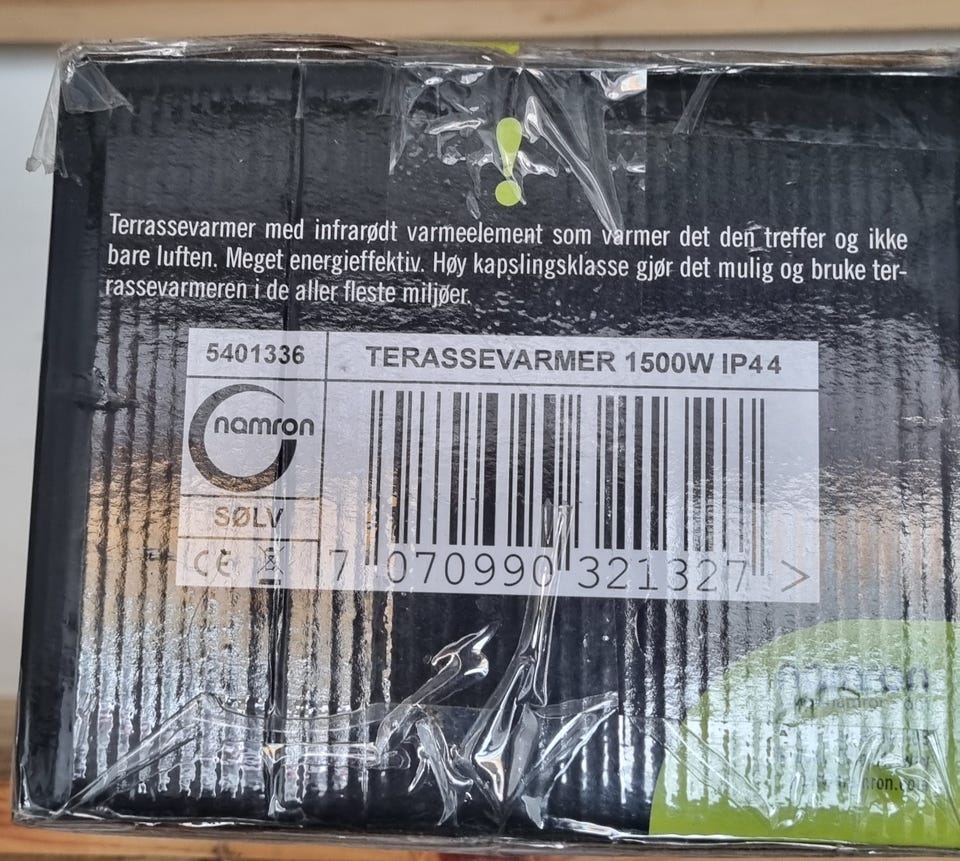 Terrassevarmer med infrarødt varmeelement som varmer det den treffer og ikke
bare luften. Meget energieffektiv. Høy kapslingsklasse gjør det mulig og bruke ter-
rassevarmeren i de aller fleste miljøer.
5401336 TERASSEVARMER 1500W IP44
namron
SØLV
CE
7 070990 321327 >